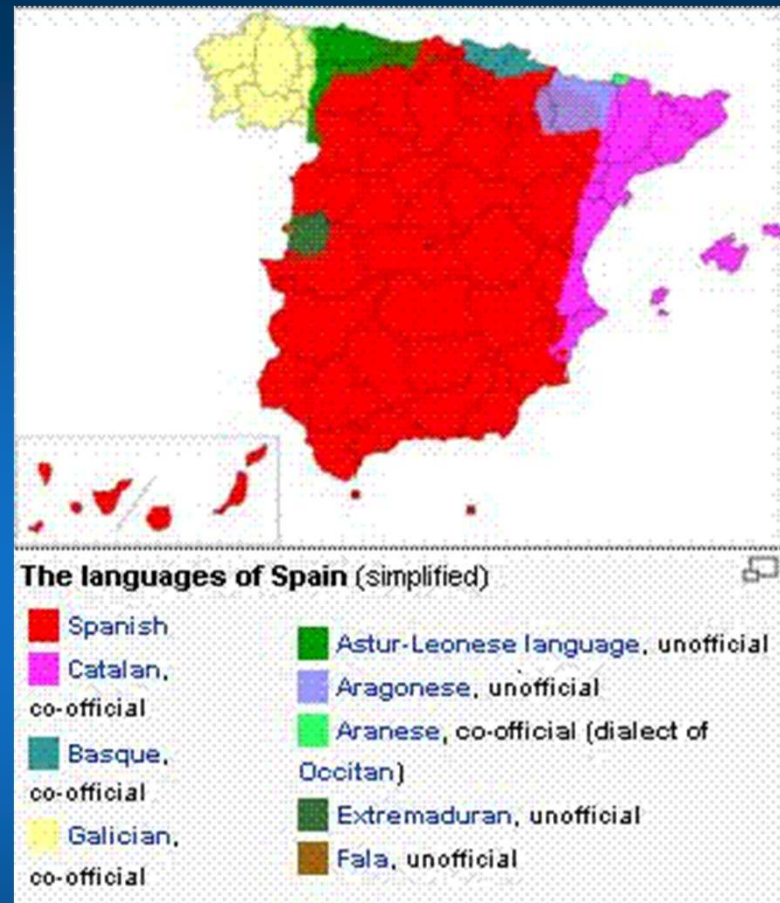 The languages of Spain (simplified)
Spanish
Catalan,
co-official
Basque,
co-official
Galician,
co-official
Astur-Leonese language, unofficial
Aragonese, unofficial
Aranese, co-official (dialect of
Occitan)
Extremaduran, unofficial
Fala, unofficial